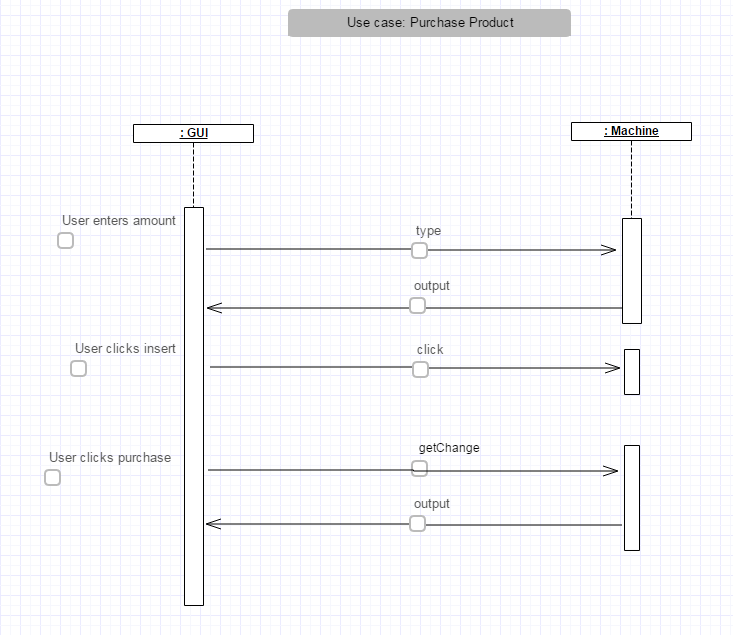 Use case: Purchase Product
: GUI
: Machine
User enters amount
type
output
User clicks insert
click
User clicks purchase
getChange
output